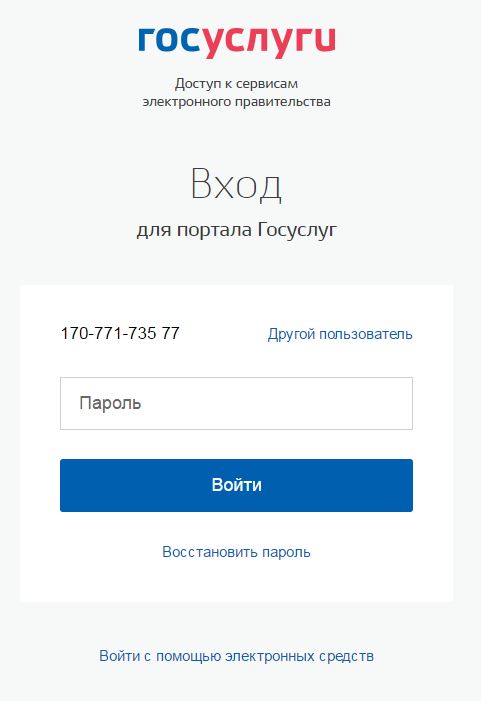 госуслуги
Доступ к сервисам
электронного правительства
Вход
для портала Госуслуг
170-771-735 77 Другой пользователь
Пароль
Войти
Восстановить пароль
Войти с помощью электронных средств